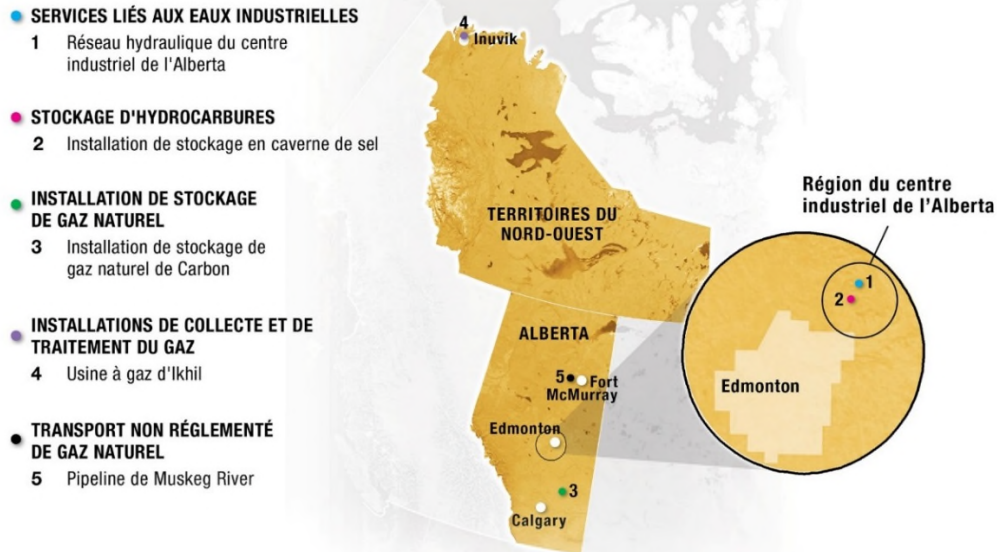 SERVICES LIÉS AUX EAUX INDUSTRIELLES
1 Réseau hydraulique du centre
industriel de l'Alberta
STOCKAGE D'HYDROCARBURES
2 Installation de stockage en caverne de sel
INSTALLATION DE STOCKAGE
DE GAZ NATUREL
3 Installation de stockage de
gaz naturel de Carbon
INSTALLATIONS DE COLLECTE ET DE
TRAITEMENT DU GAZ
4 Usine à gaz d'Ikhil
TRANSPORT NON RÉGLEMENTÉ
DE GAZ NATUREL
5 Pipeline de Muskeg River
4
Inuvik
TERRITOIRES DU
NORD-OUEST
ALBERTA
5 Fort
McMurray
Edmonton
3
Calgary
Région du centre
industriel de l'Alberta
1
2
Edmonton